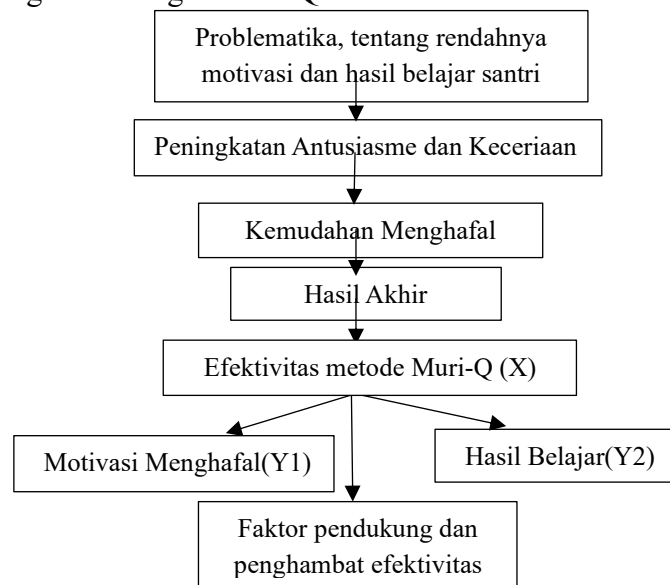 Problematika, tentang rendahnya
motivasi dan hasil belajar santri
Peningkatan Antusiasme dan Keceriaan
Kemudahan Menghafal
Hasil Akhir
Efektivitas metode Muri-Q (X)
Motivasi Menghafal(Y1)
Hasil Belajar(Y2)
Faktor pendukung dan
penghambat efektivitas